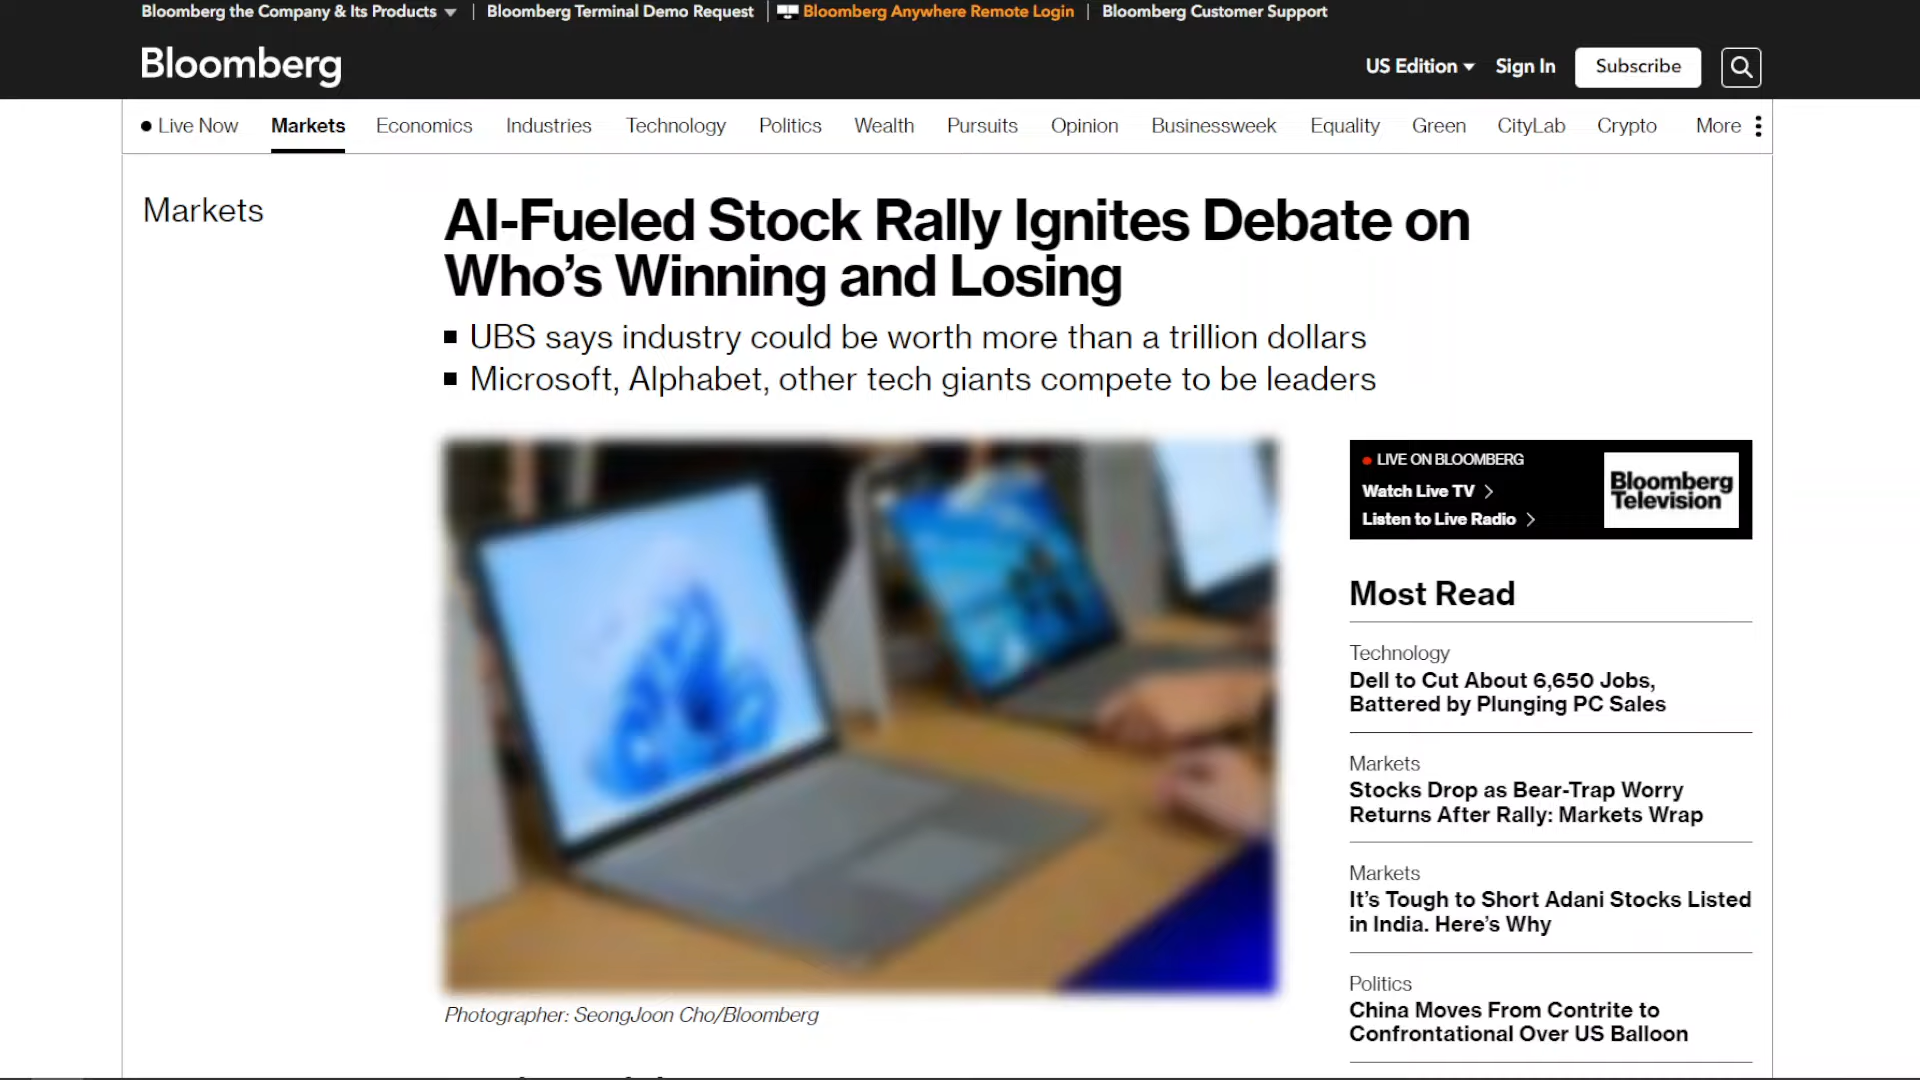 Bloomberg the Company & Its Products
Bloomberg Terminal Demo Request
Bloomberg Anywhere Remote Login
Bloomberg Customer Support
Bloomberg
US Edition
Sign In
Subscribe
Live Now
Markets
Economics
Industries
Technology
Politics
Wealth
Pursuits
Opinion
Businessweek
Equality
Green
CityLab
Crypto
More
Markets
AI-Fueled Stock Rally Ignites Debate on
Who's Winning and Losing
UBS says industry could be worth more than a trillion dollars
Microsoft, Alphabet, other tech giants compete to be leaders
Photographer: SeongJoon Cho/Bloomberg
LIVE ON BLOOMBERG
Watch Live TV
Listen to Live Radio
Bloomberg
Television
Most Read
Technology
Dell to Cut About 6,650 Jobs,
Battered by Plunging PC Sales
Markets
Stocks Drop as Bear-Trap Worry
Returns After Rally: Markets Wrap
Markets
It's Tough to Short Adani Stocks Listed
in India. Here's Why
Politics
China Moves From Contrite to
Confrontational Over US Balloon